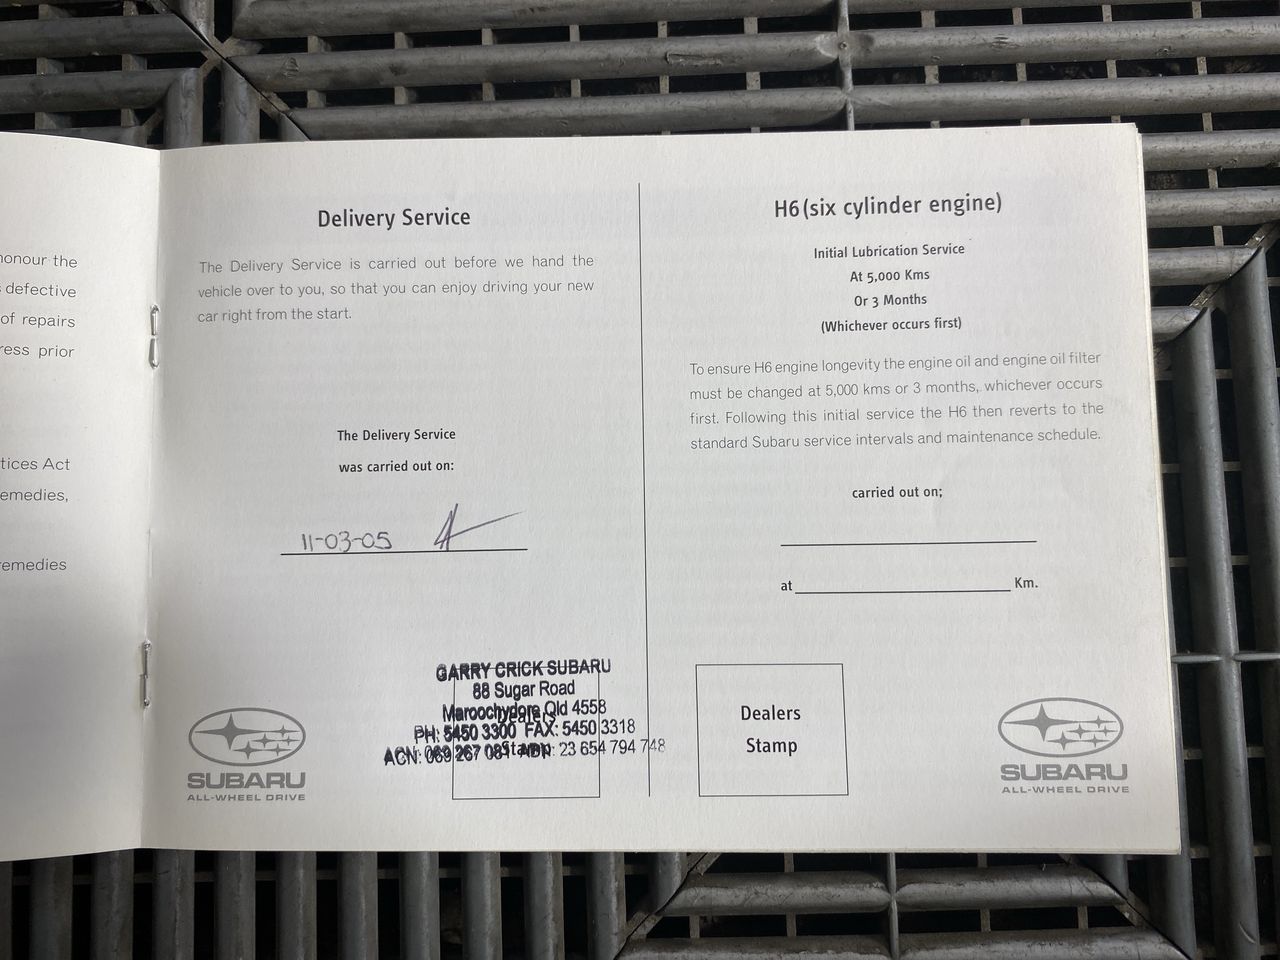 honour the
defective
of repairs
ress prior
tices Act
emedies,
remedies
Delivery Service
The Delivery Service is carried out before we hand the
vehicle over to you, so that you can enjoy driving your new
car right from the start.
The Delivery Service
was carried out on:
11-03-05
GARRY CRICK SUBARU
88 Sugar Road
Maroochydore Qld 4558
Dealers
PH: 5450 3300 FAX: 5450 3318
Stamp
ACN: 069 267 081 ABN: 23 654 794 748
SUBARU
ALL-WHEEL DRIVE
H6 (six cylinder engine)
Initial Lubrication Service
At 5,000 Kms
Or 3 Months
(Whichever occurs first)
To ensure H6 engine longevity the engine oil and engine oil filter
must be changed at 5,000 kms or 3 months, whichever occurs
first. Following this initial service the H6 then reverts to the
standard Subaru service intervals and maintenance schedule.
carried out on;
at Km.
Dealers
Stamp
SUBARU
ALL-WHEEL DRIVE